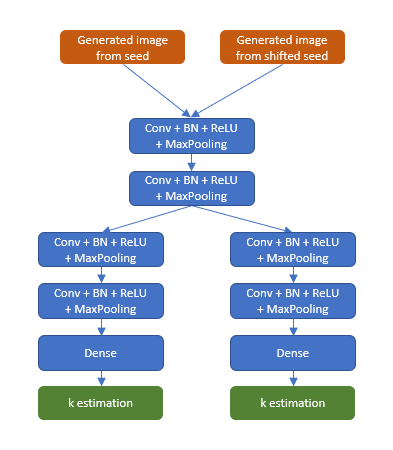 Generated image
from seed
Generated image
from shifted seed
Conv + BN + ReLU
+ MaxPooling
Conv + BN + ReLU
+ MaxPooling
Conv + BN + ReLU
+ MaxPooling
Conv + BN + ReLU
+ MaxPooling
Conv + BN + ReLU
+ MaxPooling
Conv + BN + ReLU
+ MaxPooling
Dense
Dense
k estimation
k estimation